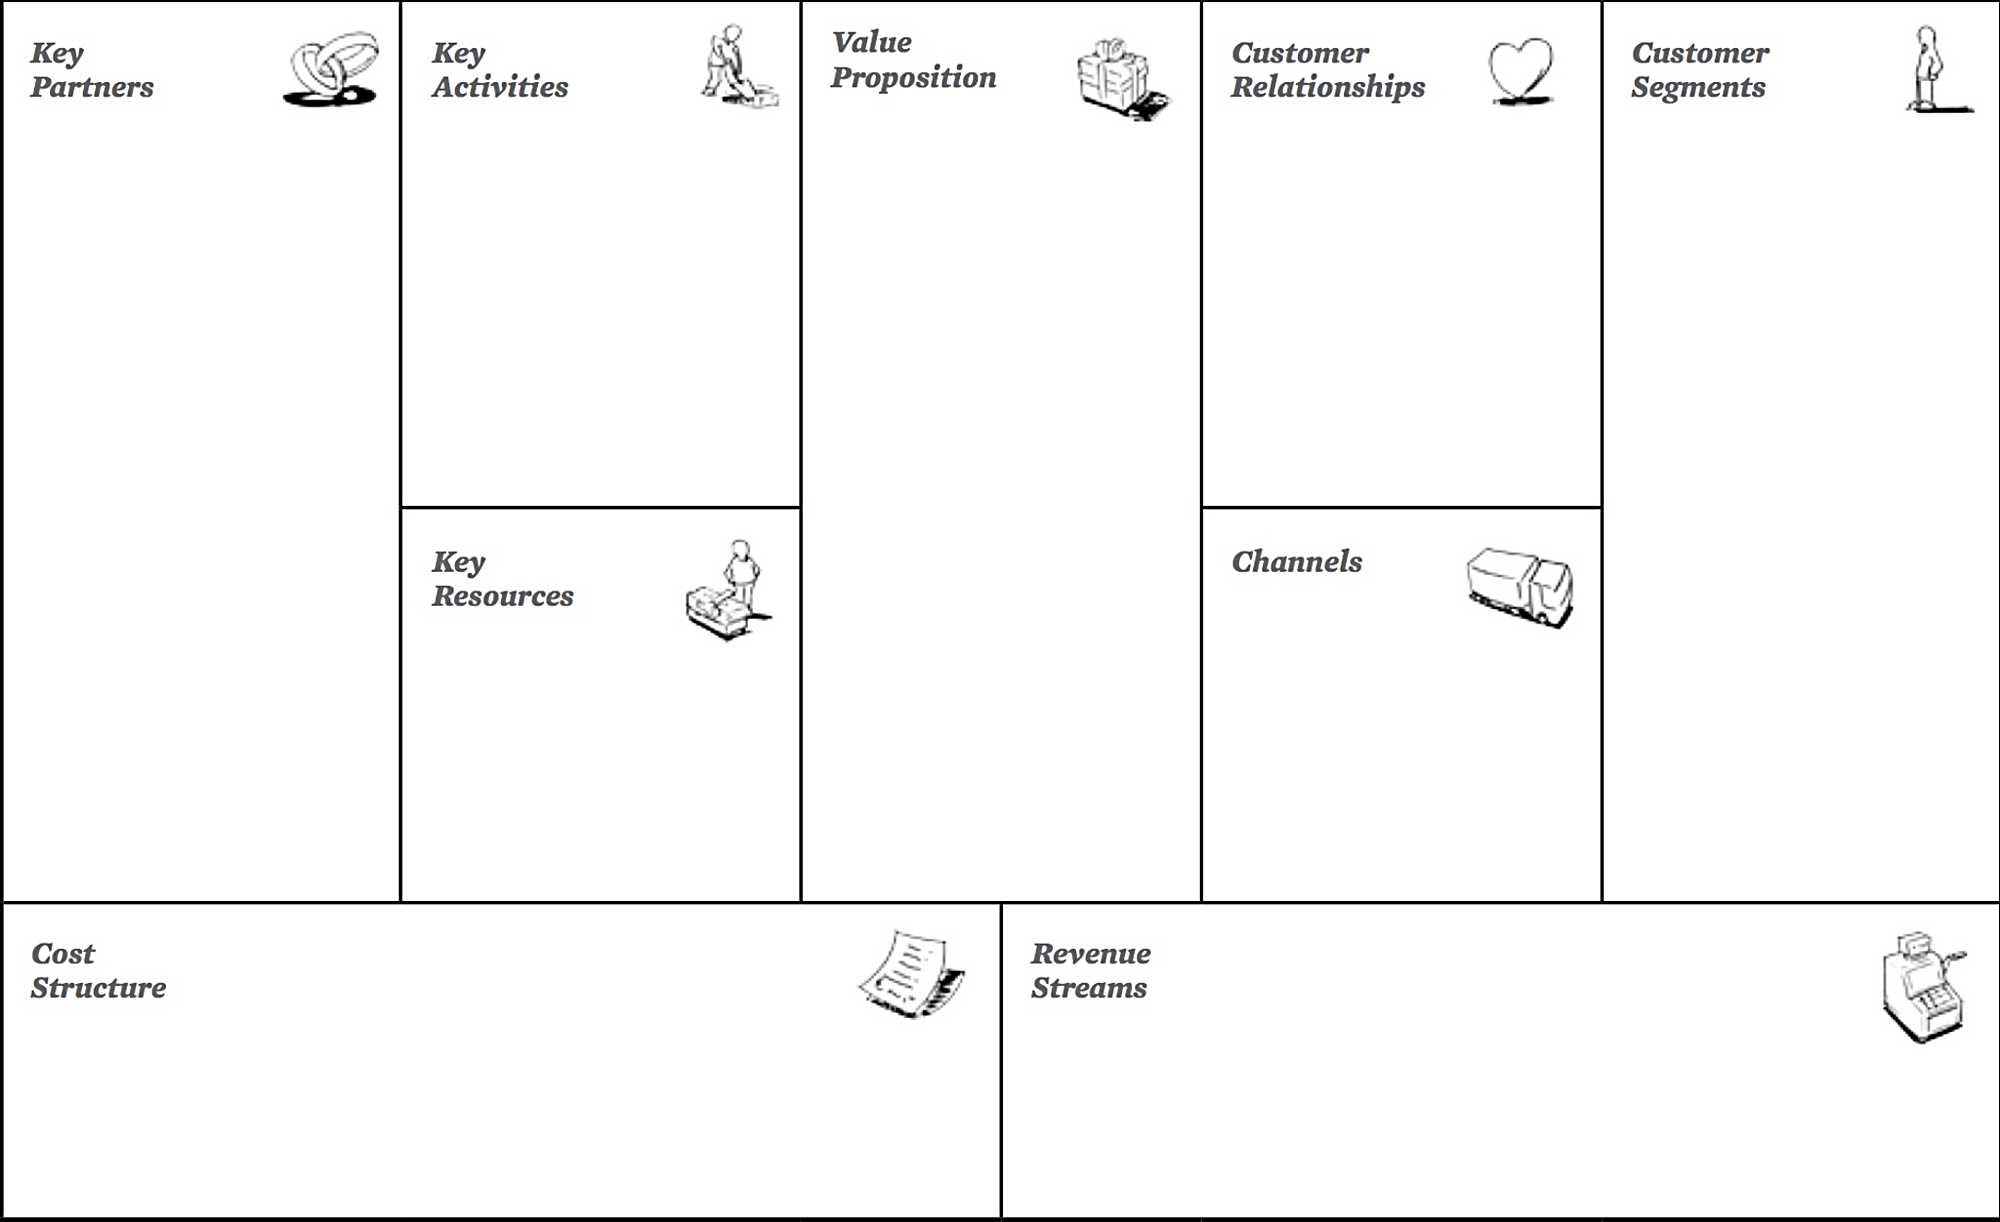 Key
Partners
Key
Activities
Value
Proposition
Customer
Relationships
Customer
Segments
Key
Resources
Channels
Cost
Structure
Revenue
Streams